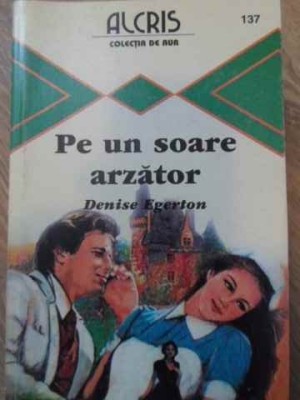 ALCRIS
COLECȚIA DE AUR
137
Pe un soare
arzător
Denise Egerton